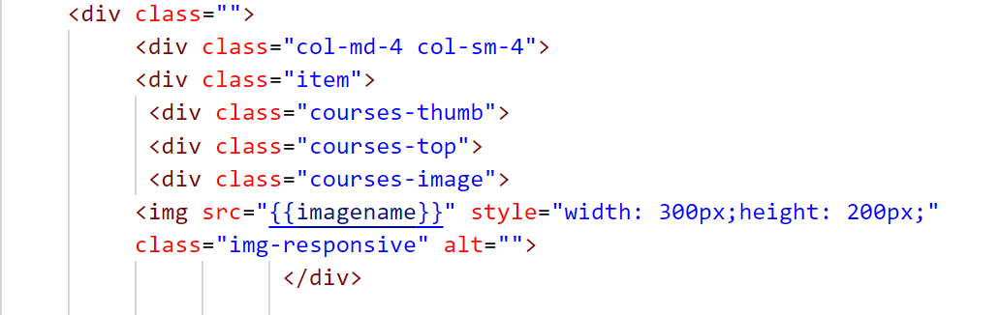 <div class="">
<div class="col-md-4 col-sm-4">
<div class="item">
<div class="courses-thumb">
<div class="courses-top">
<div class="courses-image">
<img src="{{imagename}}" style="width: 300px;height: 200px;"
class="img-responsive" alt="">
</div>